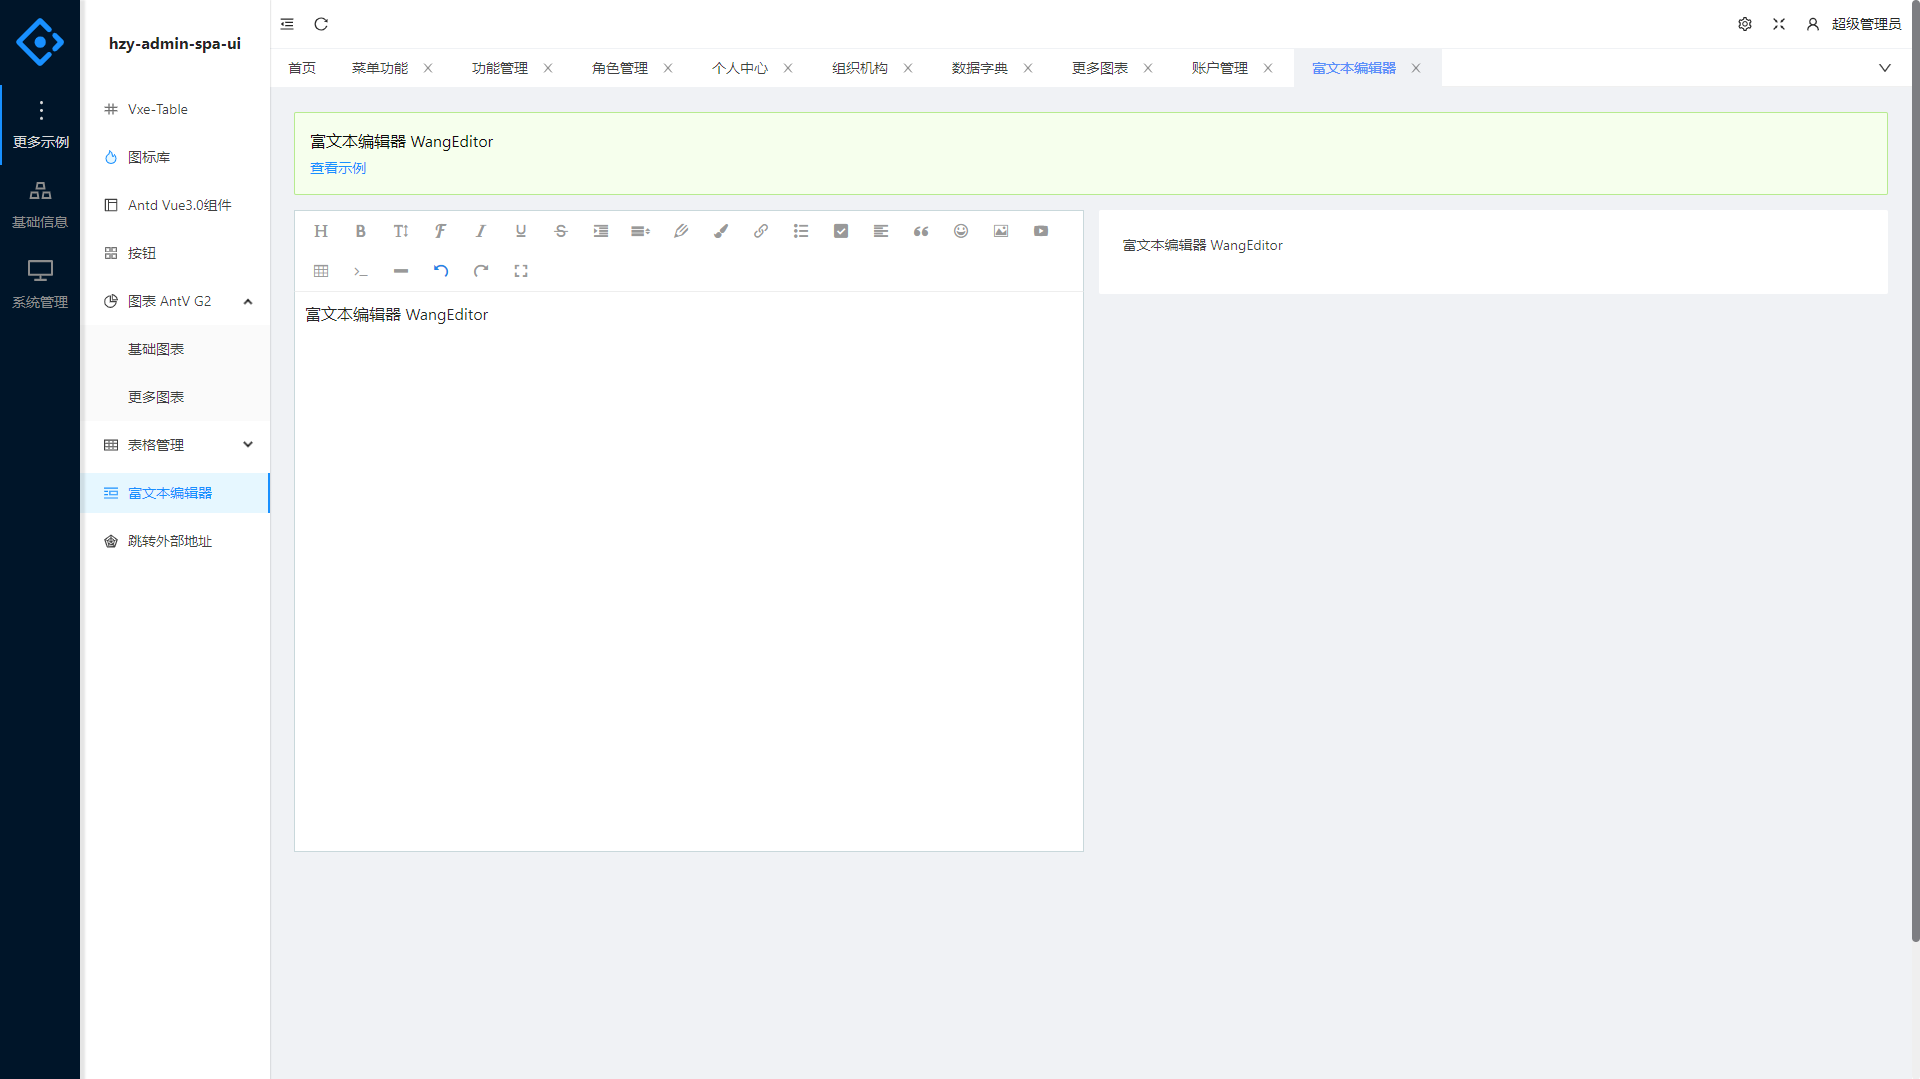 hzy-admin-spa-ui
更多示例
基础信息
系统管理
Vxe-Table
图标库
Antd Vue3.0组件
按钮
图表 AntV G2
基础图表
更多图表
表格管理
富文本编辑器
跳转外部地址
超级管理员
首页 菜单功能 功能管理 角色管理 个人中心 组织机构 数据字典 更多图表 账户管理 富文本编辑器
富文本编辑器 WangEditor
查看示例
富文本编辑器 WangEditor
富文本编辑器 WangEditor